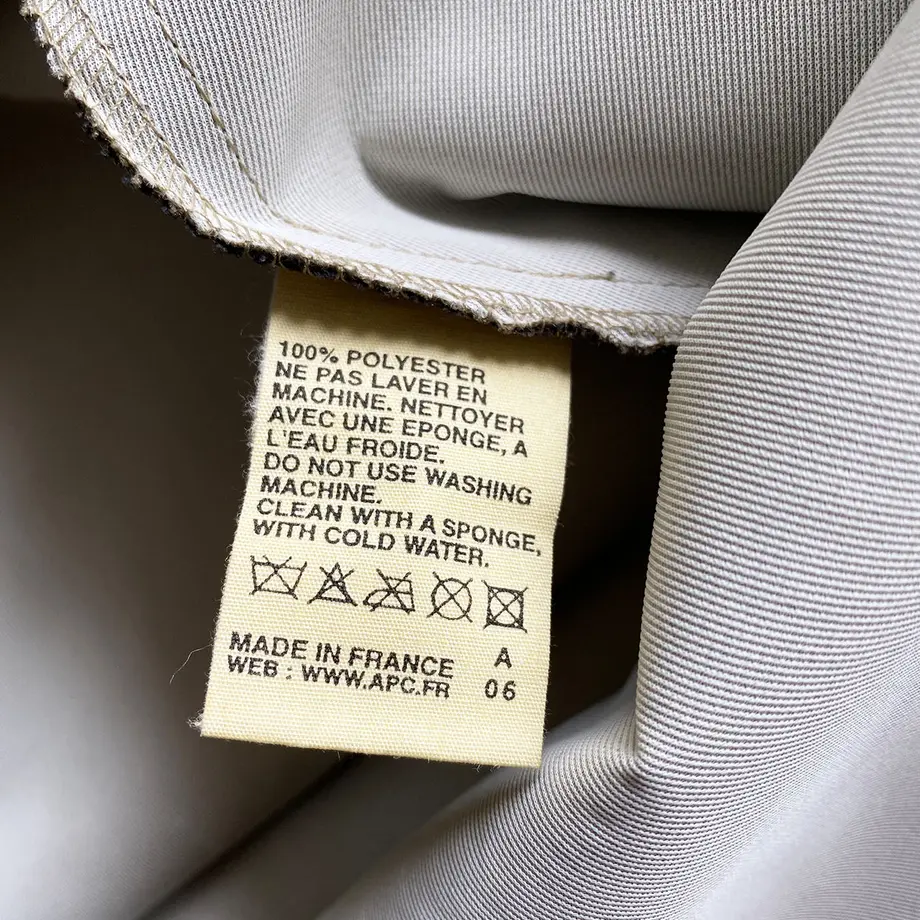 100% POLYESTER
NE PAS LAVER EN
MACHINE. NETTOYER
AVEC UNE EPONGE, A
L'EAU FROIDE.
DO NOT USE WASHING
MACHINE.
CLEAN WITH A SPONGE,
WITH COLD WATER.
MADE IN FRANCE A
WEB : WWW.APC.FR 06